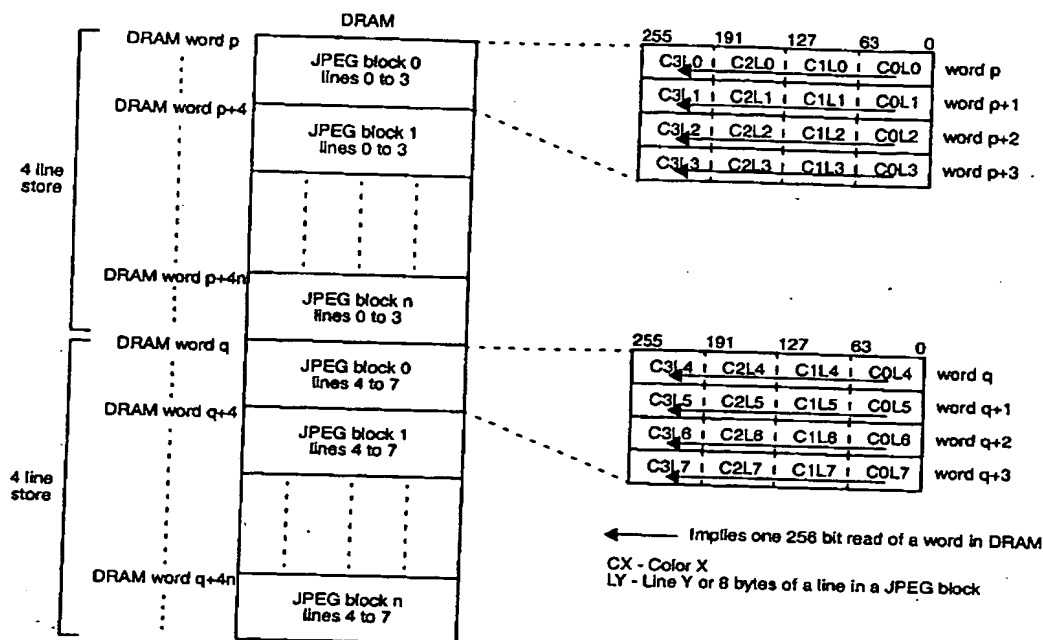 DRAM
DRAM word p
JPEG block 0
lines 0 to 3
DRAM word p+4
JPEG block 1
lines 0 to 3
4 line
store
DRAM word p+4n
JPEG block n
lines 0 to 3
DRAM word q
JPEG block 0
lines 4 to 7
DRAM word q+4
JPEG block 1
lines 4 to 7
4 line
store
DRAM word q+4n
JPEG block n
lines 4 to 7
255 191 127 63 0
C3L0 C2L0 C1L0 C0L0 word p
C3L1 C2L1 C1L1 C0L1 word p+1
C3L2 C2L2 C1L2 C0L2 word p+2
C3L3 C2L3 C1L3 C0L3 word p+3
255 191 127 63 0
C3L4 C2L4 C1L4 C0L4 word q
C3L5 C2L5 C1L5 C0L5 word q+1
C3L6 C2L6 C1L6 C0L6 word q+2
C3L7 C2L7 C1L7 C0L7 word q+3
Implies one 256 bit read of a word in DRAM
CX - Color X
LY - Line Y or 8 bytes of a line in a JPEG block